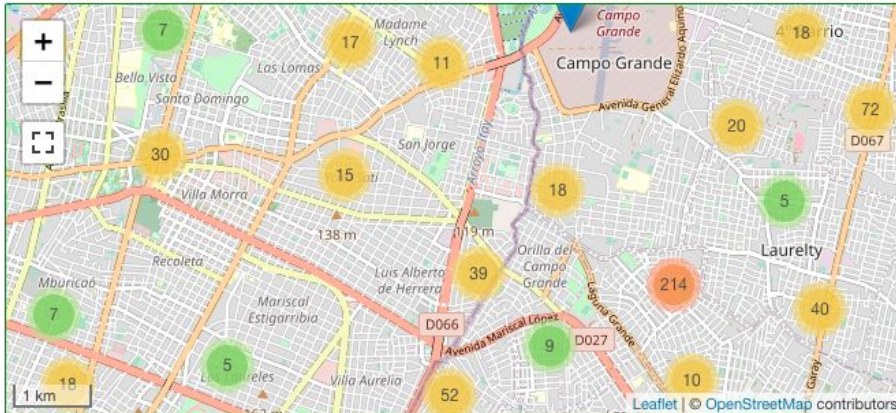 +
−
7
17
Madame
Lynch
11
Las Lomas
Bella Vista
Santo Domingo
Campo
Grande
Campo Grande
18
Avenida General Elizardo Aquino
72
D067
20
30
San Jorge
15
Villa Morra
138 m
119 m
18
5
Laurelty
Recoleta
Mburicaó
7
Mariscal
Estigarribia
Luis Alberto
de Herrera
39
Orilla del
Campo
Grande
214
40
Laguna Grande
D066
Avenida Mariscal López
9
D027
5
18
Villa Aurelia
52
10
Garay
1 km
Leaflet | © OpenStreetMap contributors